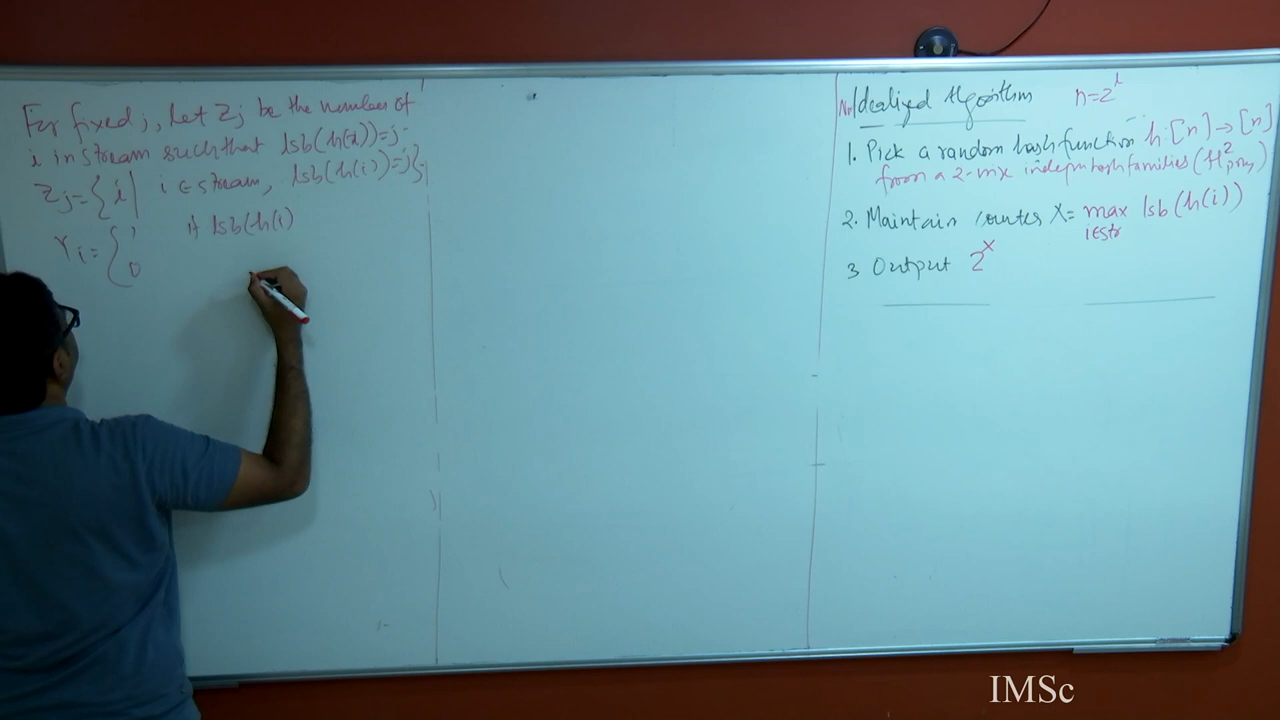 For fixed j, let Zj be the number of
i in stream such that lsb(h(i))=j.
Zj = { i | i ∈ stream, lsb(h(i))=j }
Yi = { 1 if lsb(h(i)
0
Idealized Algorithm n=2^l
1. Pick a random hash function h: [n]→[n]
from a 2-wise indepn hash families (H²poly)
2. Maintain counter X= max lsb(h(i))
i∈str
3 Output 2^X
IMSc